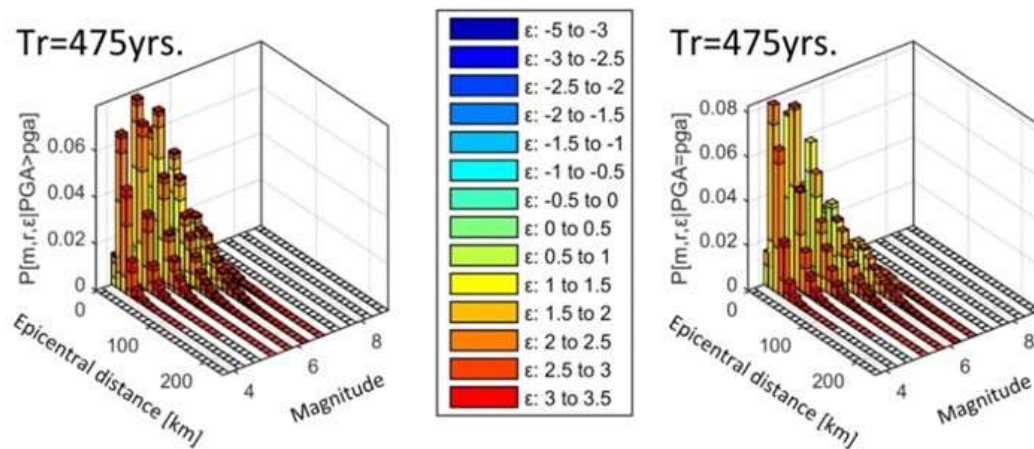 Tr=475yrs.
P[m,r,ε|PGA>pga]
0.06
0.04
0.02
0
0
100
200
Epicentral distance [km]
4
6
8
Magnitude
ε: -5 to -3
ε: -3 to -2.5
ε: -2.5 to -2
ε: -2 to -1.5
ε: -1.5 to -1
ε: -1 to -0.5
ε: -0.5 to 0
ε: 0 to 0.5
ε: 0.5 to 1
ε: 1 to 1.5
ε: 1.5 to 2
ε: 2 to 2.5
ε: 2.5 to 3
ε: 3 to 3.5
Tr=475yrs.
P[m,r,ε|PGA=pga]
0.08
0.06
0.04
0.02
0
0
100
200
Epicentral distance [km]
4
6
8
Magnitude